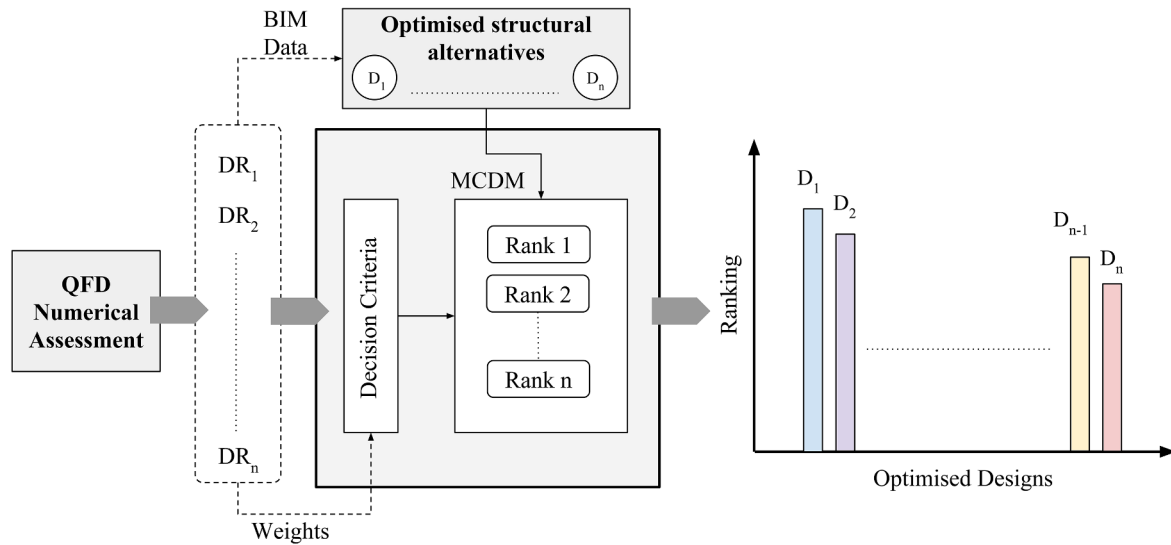 BIM
Data
Optimised structural
alternatives
D₁
Dₙ
DR₁
DR₂
DRₙ
QFD
Numerical
Assessment
Weights
Decision Criteria
MCDM
Rank 1
Rank 2
Rank n
Ranking
D₁
D₂
Dₙ₋₁
Dₙ
Optimised Designs